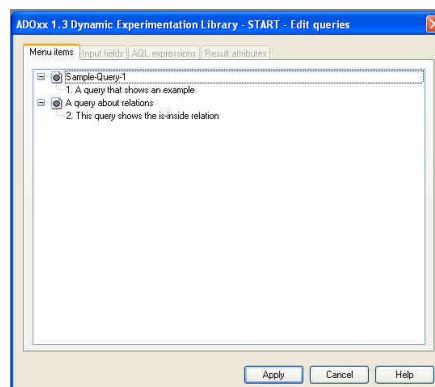 ADOxx 1.3 Dynamic Experimentation Library - START - Edit queries
Menu items Input fields AQL expressions Result attributes
Sample-Query-1
1. A query that shows an example
A query about relations
2. This query shows the is-inside relation
Apply Cancel Help